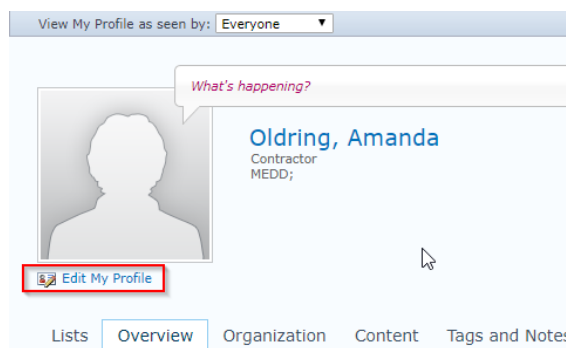 View My Profile as seen by: Everyone
What's happening?
Oldring, Amanda
Contractor
MEDD;
Edit My Profile
Lists Overview Organization Content Tags and Notes